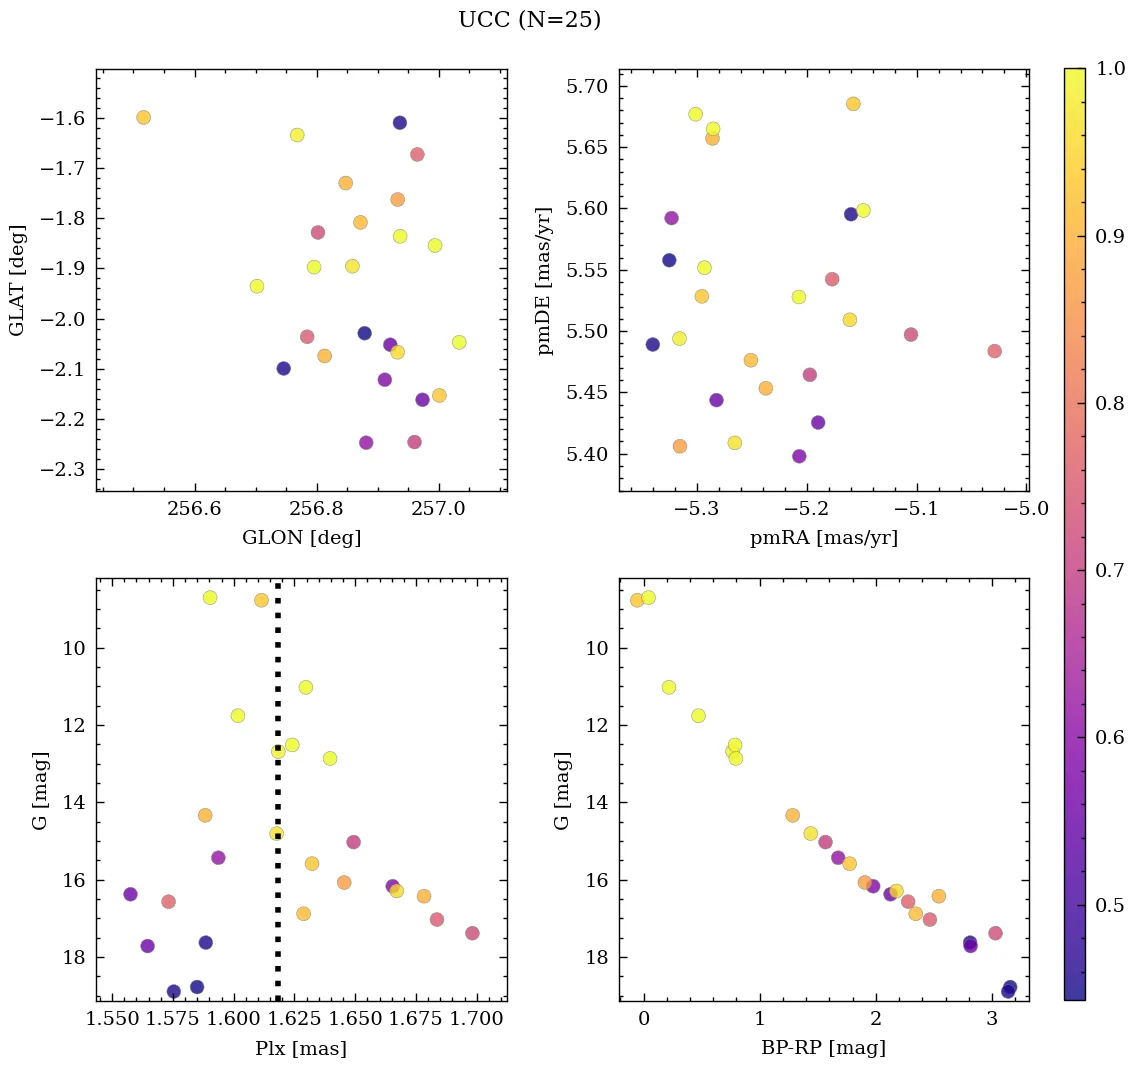 UCC (N=25)
−1.6
−1.7
−1.8
−1.9
−2.0
−2.1
−2.2
−2.3
GLAT [deg]
256.6 256.8 257.0
GLON [deg]
5.70
5.65
5.60
5.55
5.50
5.45
5.40
pmDE [mas/yr]
−5.3 −5.2 −5.1 −5.0
pmRA [mas/yr]
10
12
14
16
18
G [mag]
1.550 1.575 1.600 1.625 1.650 1.675 1.700
Plx [mas]
10
12
14
16
18
G [mag]
0 1 2 3
BP-RP [mag]
1.0
0.9
0.8
0.7
0.6
0.5